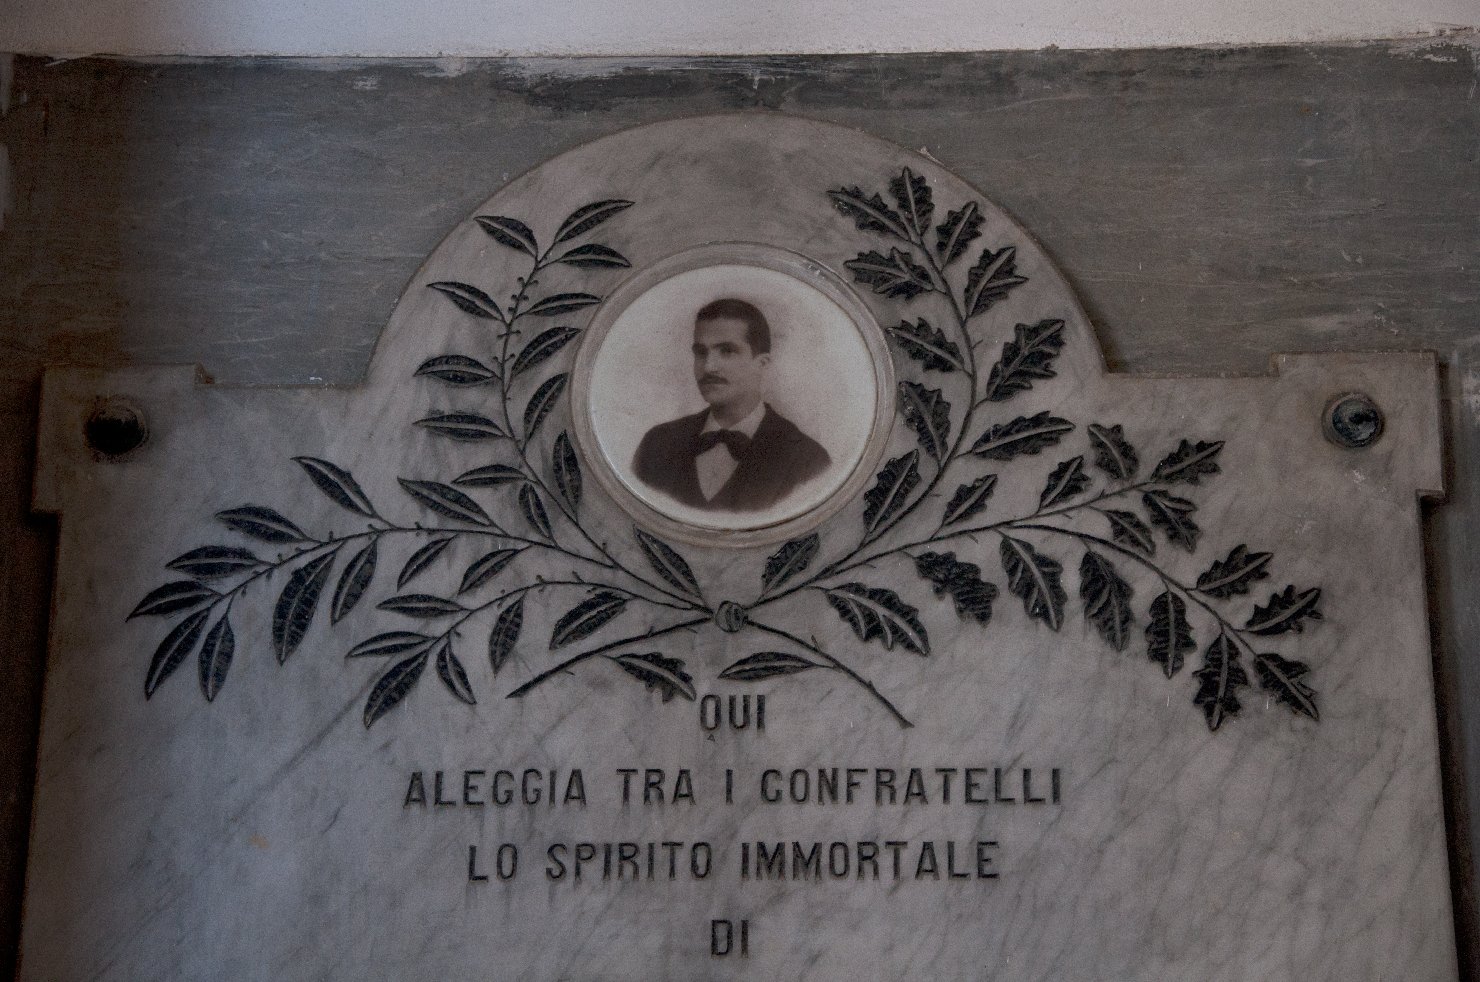 QUI
ALEGGIA TRA I CONFRATELLI
LO SPIRITO IMMORTALE
DI